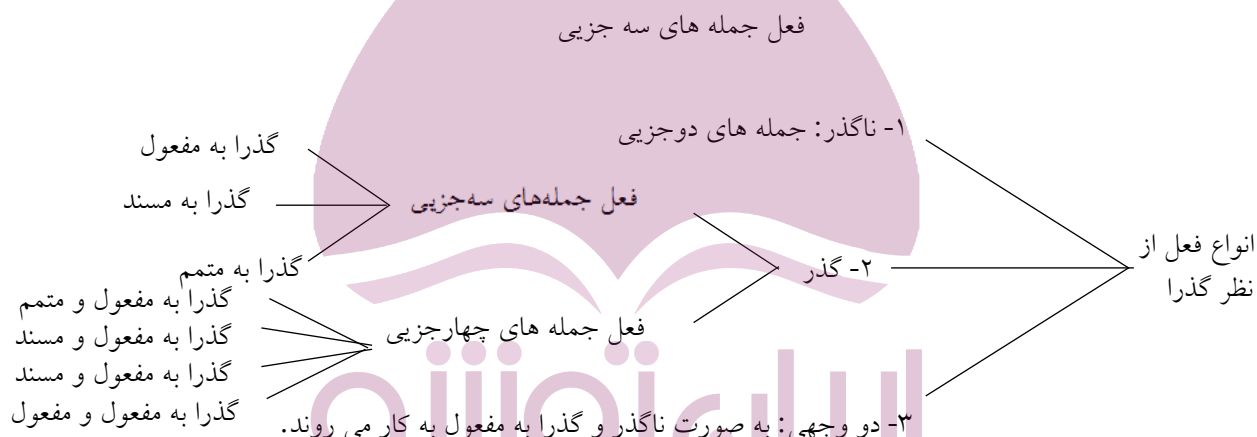 فعل جمله های سه جزیی
انواع فعل از
نظر گذرا
۱- ناگذر: جمله های دوجزیی
۲- گذر
فعل جمله‌های سه‌جزیی
گذرا به مفعول
گذرا به مسند
گذرا به متمم
فعل جمله های چهارجزیی
گذرا به مفعول و متمم
گذرا به مفعول و مسند
گذرا به مفعول و مسند
گذرا به مفعول و مفعول
۳- دو وجهی: به صورت ناگذر و گذرا به مفعول به کار می روند.